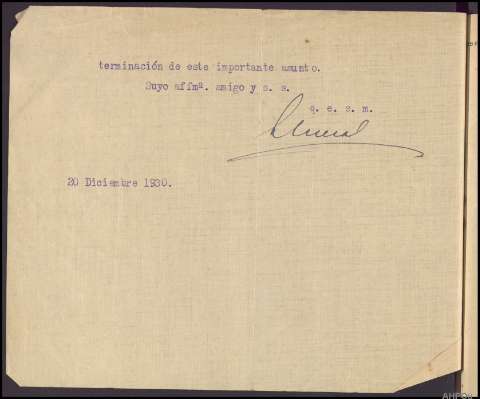 terminación de este importante asunto.
Suyo affmº. amigo y s. s.
q. e. s. m.
20 Diciembre 1930.